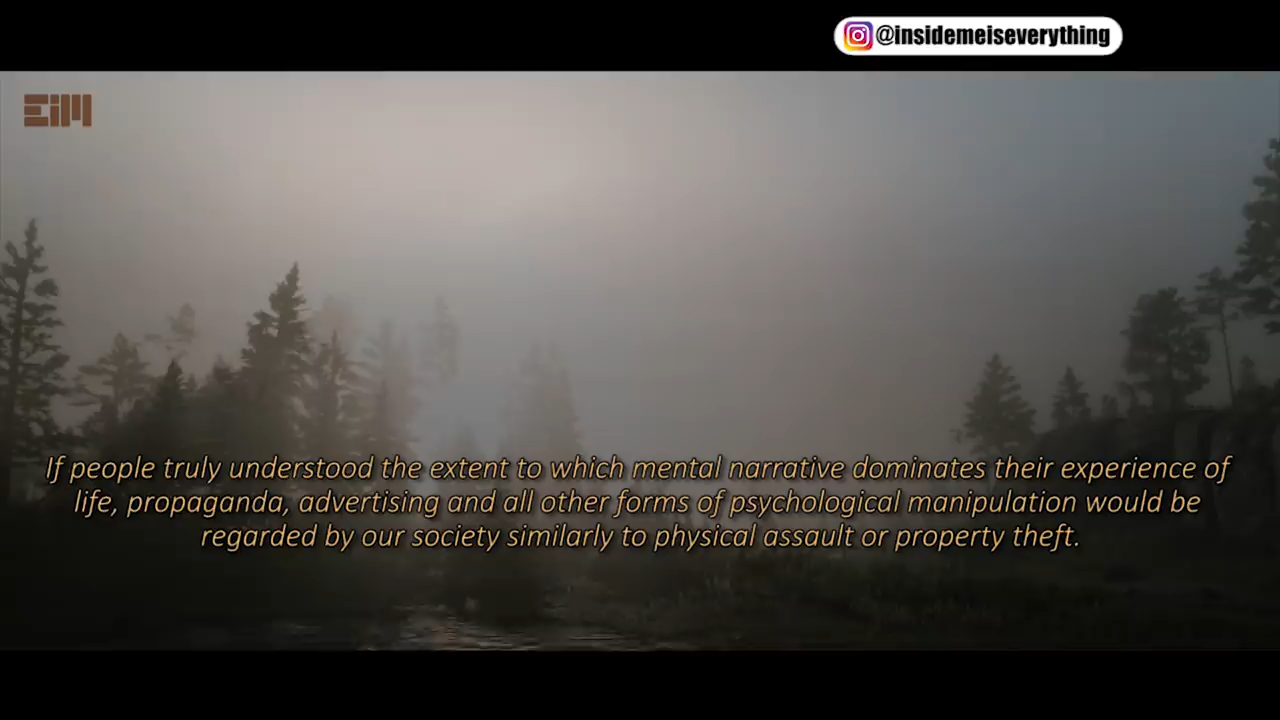 @insidemeiseverything
EiM
If people truly understood the extent to which mental narrative dominates their experience of
life, propaganda, advertising and all other forms of psychological manipulation would be
regarded by our society similarly to physical assault or property theft.